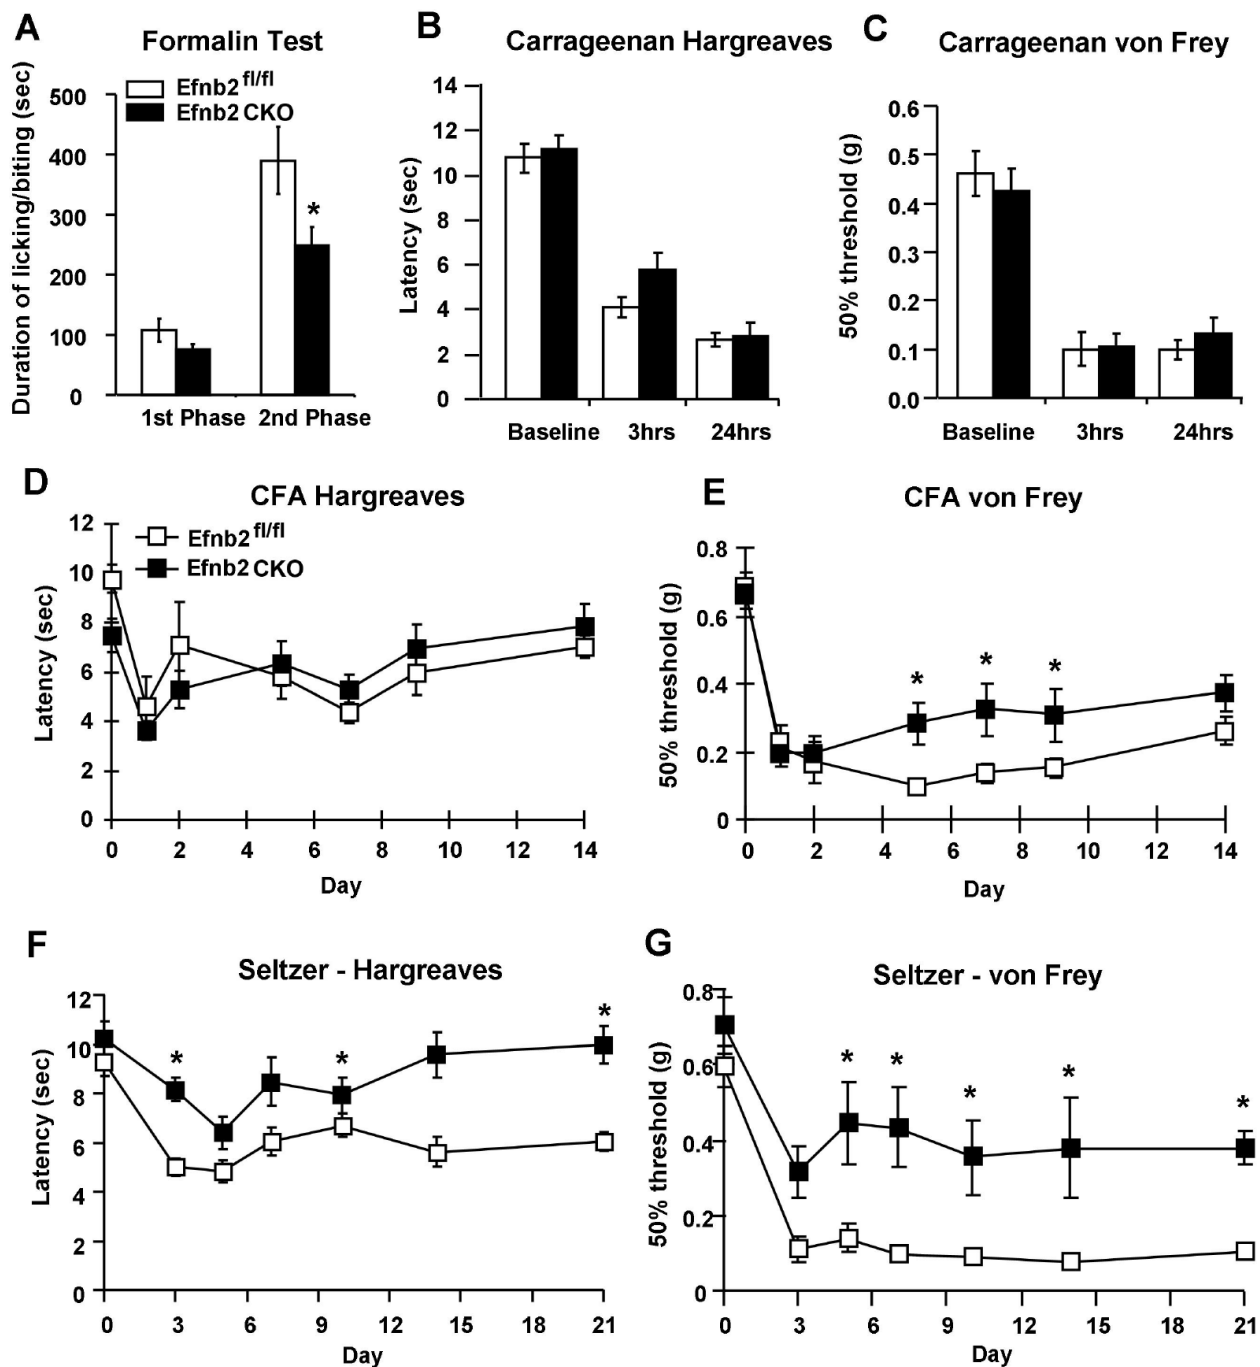 A
Formalin Test
Efnb2 fl/fl
Efnb2 CKO
Duration of licking/biting (sec)
500
400
300
200
100
0
*
1st Phase 2nd Phase
B
Carrageenan Hargreaves
Latency (sec)
14
12
10
8
6
4
2
0
Baseline 3hrs 24hrs
C
Carrageenan von Frey
50% threshold (g)
0.6
0.5
0.4
0.3
0.2
0.1
0.0
Baseline 3hrs 24hrs
D
CFA Hargreaves
Efnb2 fl/fl
Efnb2 CKO
Latency (sec)
12
10
8
6
4
2
0
0 2 4 6 8 10 12 14
Day
E
CFA von Frey
50% threshold (g)
0.8
0.6
0.4
0.2
0
* * *
0 2 4 6 8 10 12 14
Day
F
Seltzer - Hargreaves
Latency (sec)
12
10
8
6
4
2
0
* * *
0 3 6 9 12 15 18 21
Day
G
Seltzer - von Frey
50% threshold (g)
0.8
0.6
0.4
0.2
0
* * * * *
0 3 6 9 12 15 18 21
Day